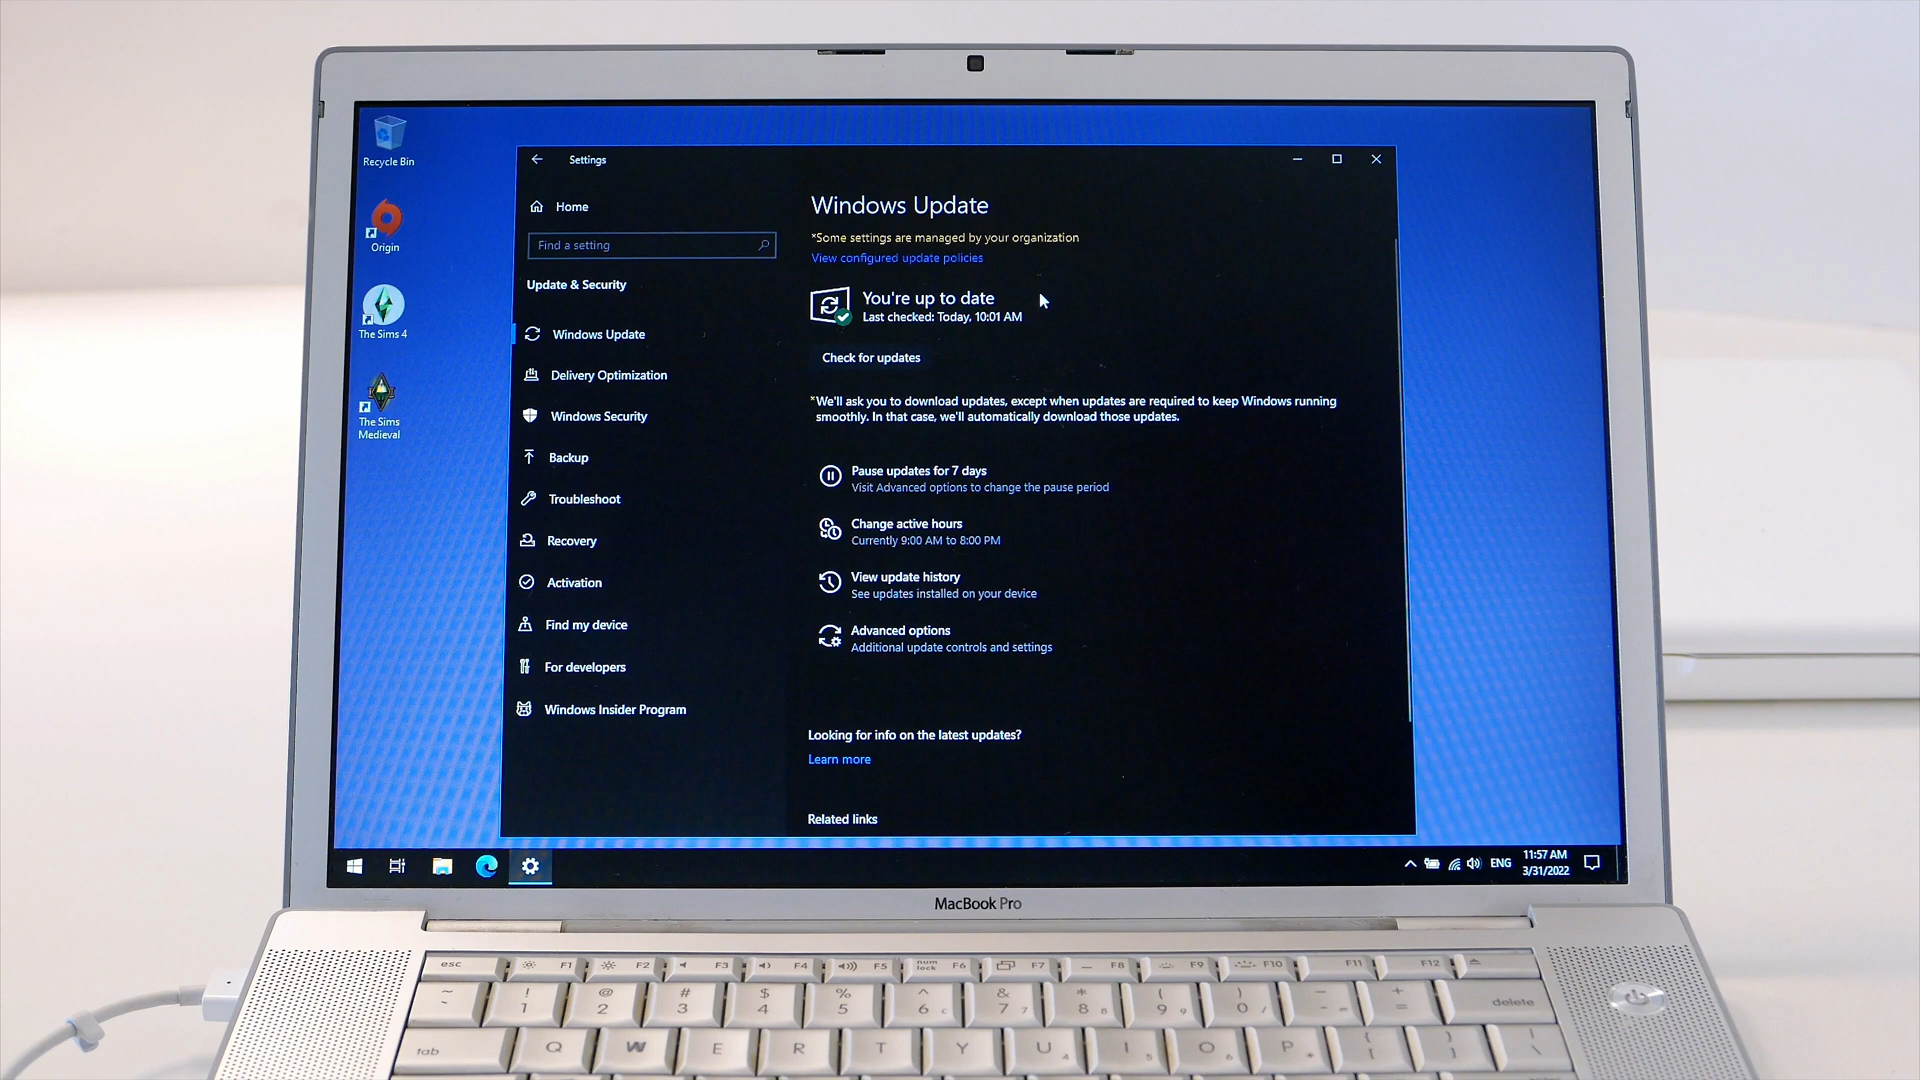 Recycle Bin
Origin
The Sims 4
The Sims
Medieval
Settings
Home
Find a setting
Update & Security
Windows Update
Delivery Optimization
Windows Security
Backup
Troubleshoot
Recovery
Activation
Find my device
For developers
Windows Insider Program
Windows Update
*Some settings are managed by your organization
View configured update policies
You're up to date
Last checked: Today, 10:01 AM
Check for updates
*We'll ask you to download updates, except when updates are required to keep Windows running
smoothly. In that case, we'll automatically download those updates.
Pause updates for 7 days
Visit Advanced options to change the pause period
Change active hours
Currently 9:00 AM to 8:00 PM
View update history
See updates installed on your device
Advanced options
Additional update controls and settings
Looking for info on the latest updates?
Learn more
Related links
ENG
11:57 AM
3/31/2022
MacBook Pro
esc F1 F2 F3 F4 F5 num lock F6 F7 F8 F9 F10 F11 F12
~ ! @ # $ % ^ & * ( ) - +
` 1 2 3 4 5 6 c 7 7 8 8 9 9 0 / - = = delete
tab Q W E R T Y U 4 I 5 O 6 P * { [ } ] | \